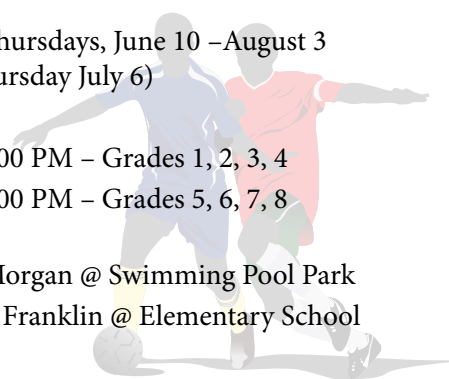 hursdays, June 10 –August 3
ursday July 6)
00 PM – Grades 1, 2, 3, 4
00 PM – Grades 5, 6, 7, 8
Morgan @ Swimming Pool Park
Franklin @ Elementary School